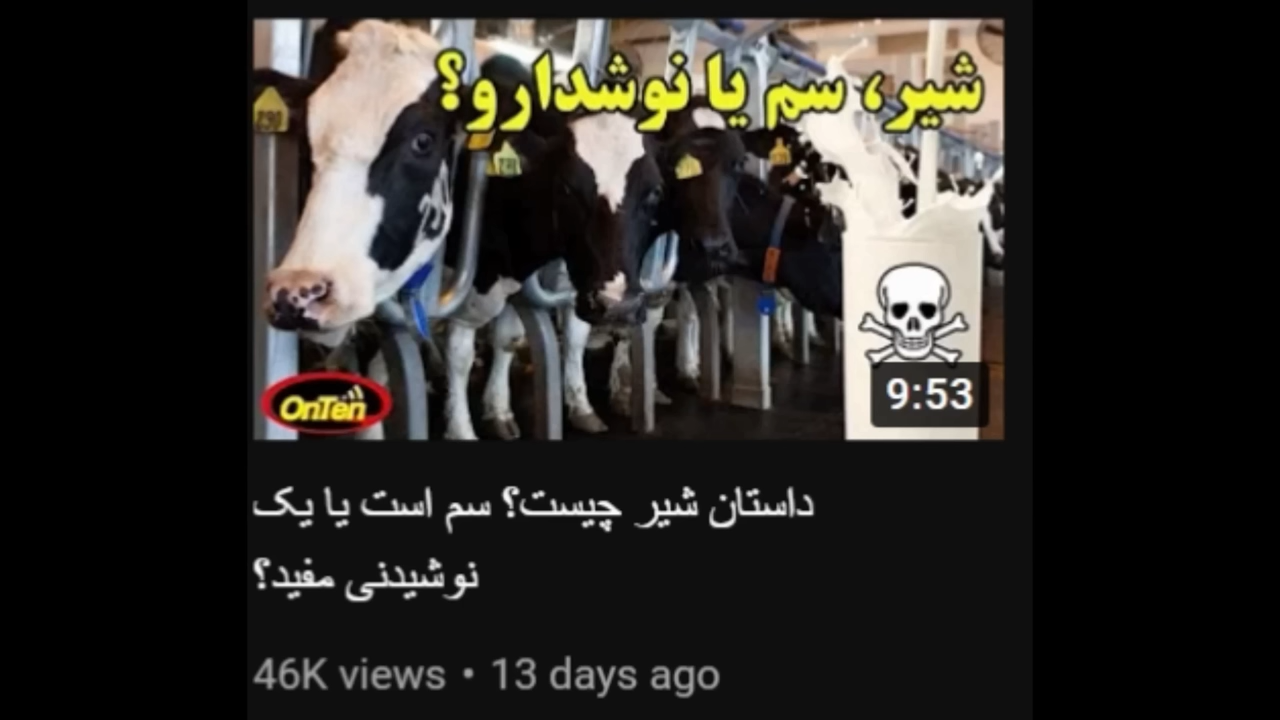 شیر، سم یا نوشدارو؟
OnTen
9:53
داستان شیر چیست؟ سم است یا یک
نوشیدنی مفید؟
46K views • 13 days ago